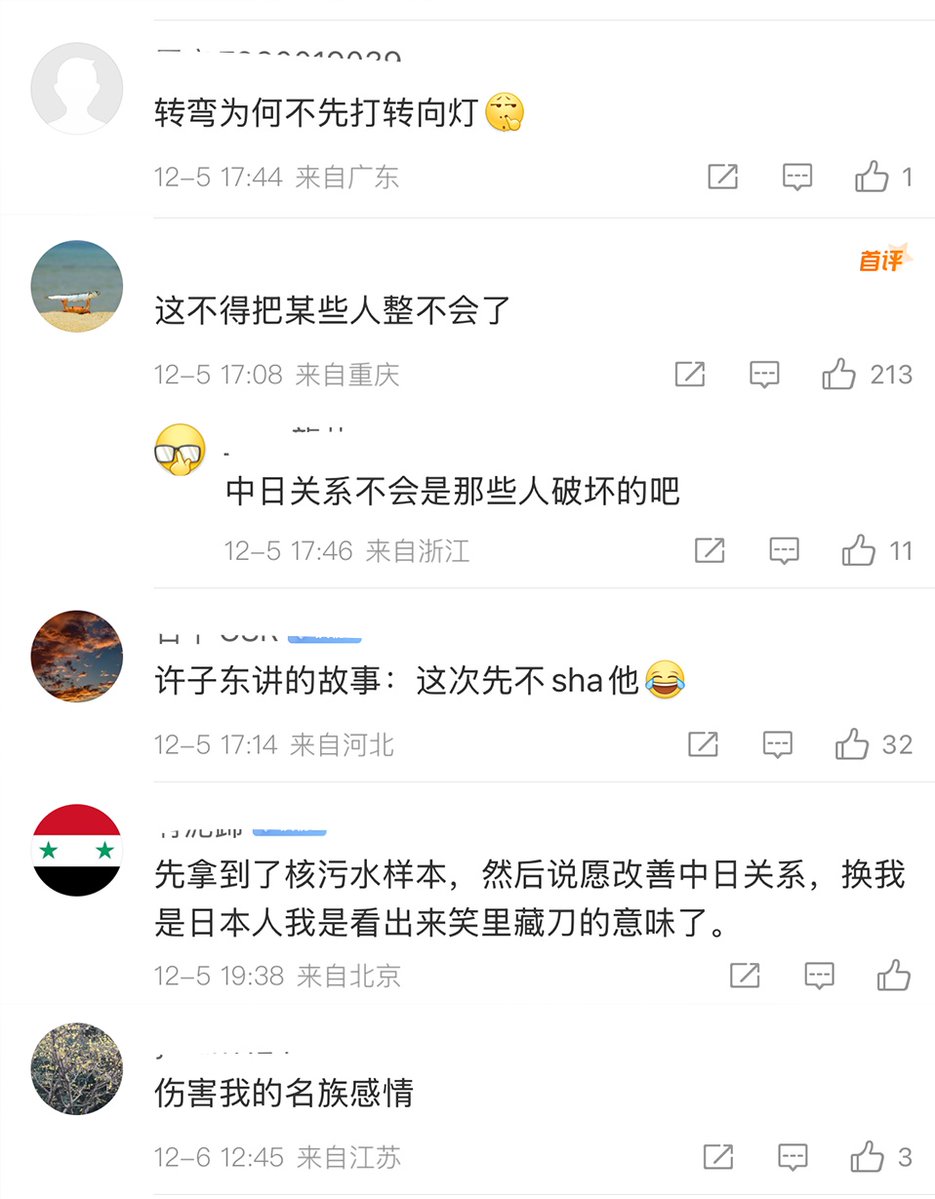 转弯为何不先打转向灯
12-5 17:44 来自广东
1
首评
这不得把某些人整不会了
12-5 17:08 来自重庆
213
中日关系不会是那些人破坏的吧
12-5 17:46 来自浙江
11
许子东讲的故事：这次先不sha他
12-5 17:14 来自河北
32
先拿到了核污水样本，然后说愿改善中日关系，换我
是日本人我是看出来笑里藏刀的意味了。
12-5 19:38 来自北京
伤害我的名族感情
12-6 12:45 来自江苏
3